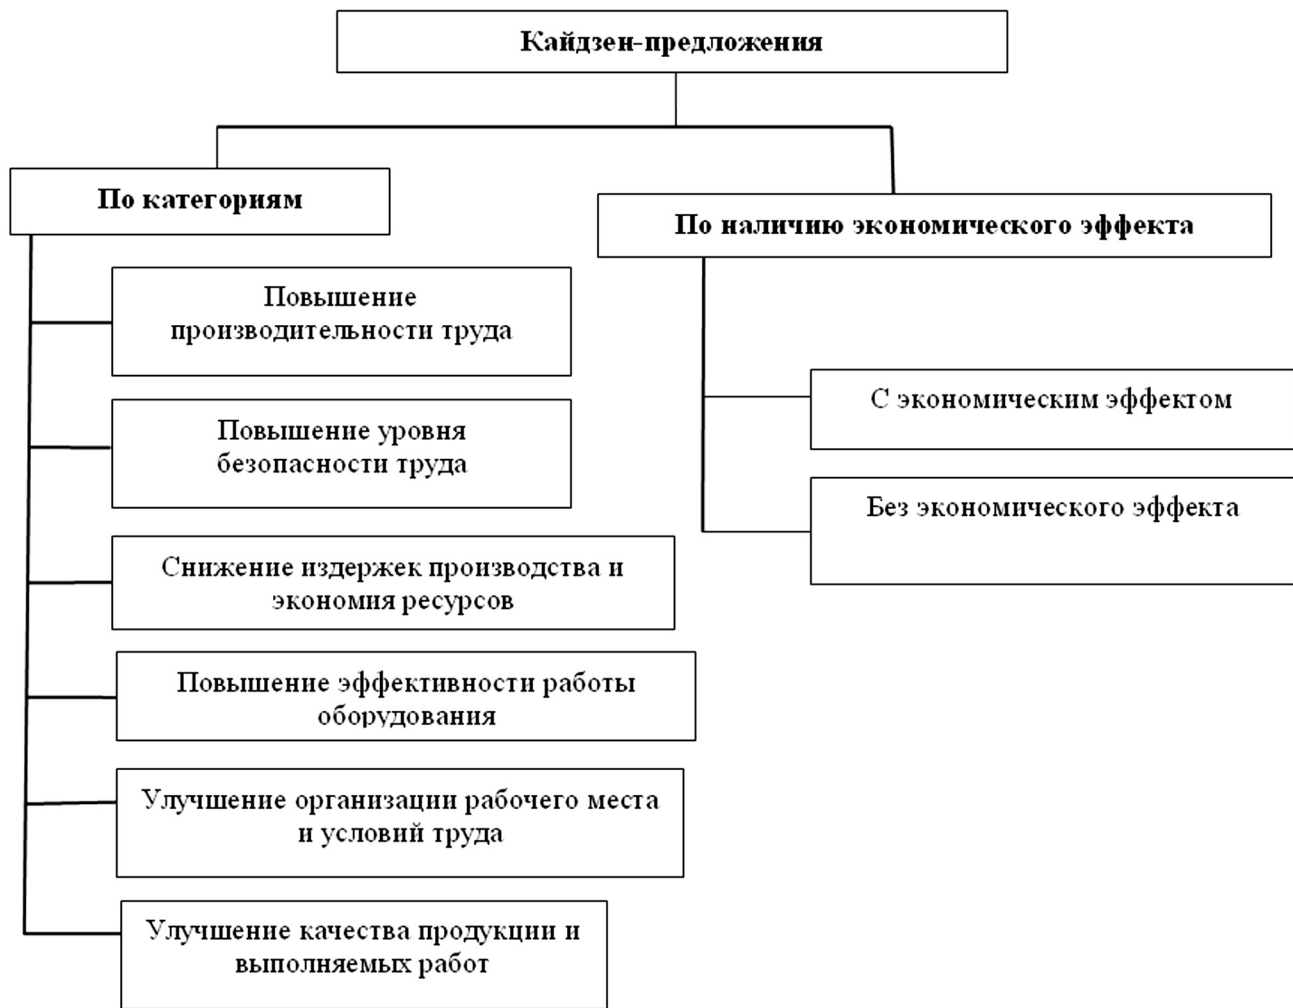 Кайдзен-предложения
По категориям
По наличию экономического эффекта
Повышение
производительности труда
Повышение уровня
безопасности труда
Снижение издержек производства и
экономия ресурсов
Повышение эффективности работы
оборудования
Улучшение организации рабочего места
и условий труда
Улучшение качества продукции и
выполняемых работ
С экономическим эффектом
Без экономического эффекта